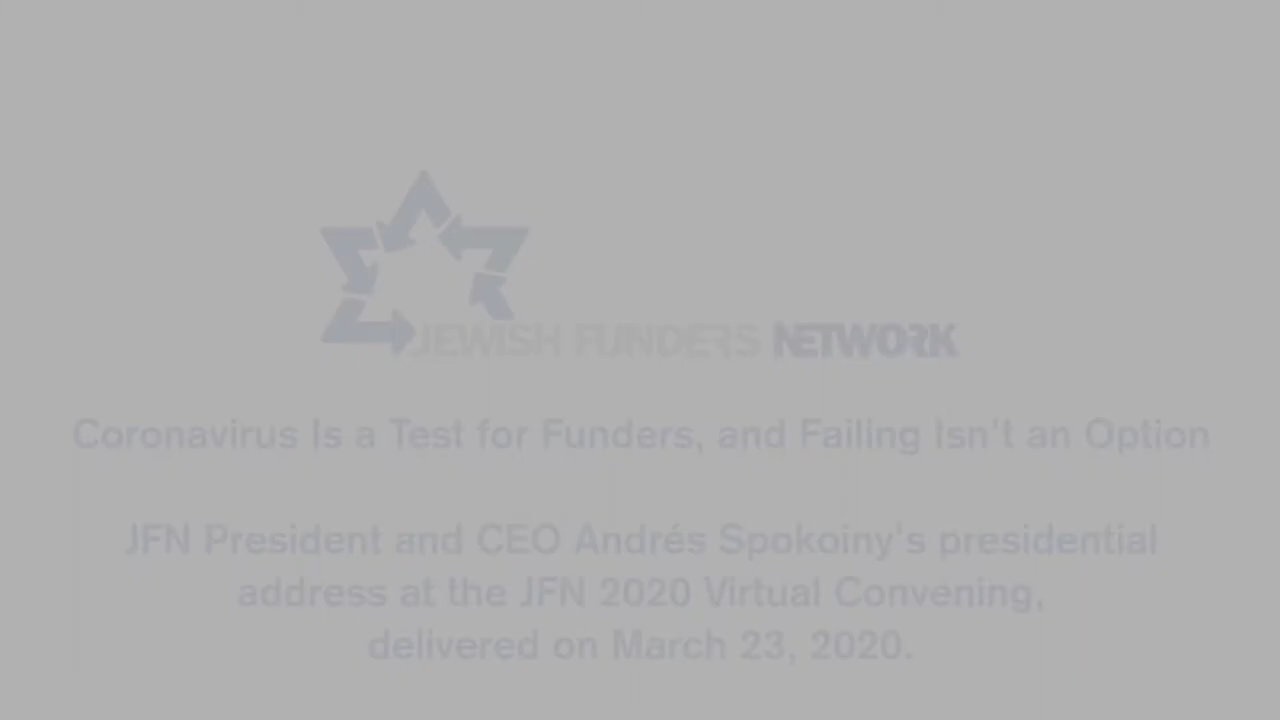 JEWISH FUNDERS NETWORK
Coronavirus Is a Test for Funders, and Failing Isn't an Option
JFN President and CEO Andrés Spokoiny's presidential
address at the JFN 2020 Virtual Convening,
delivered on March 23, 2020.